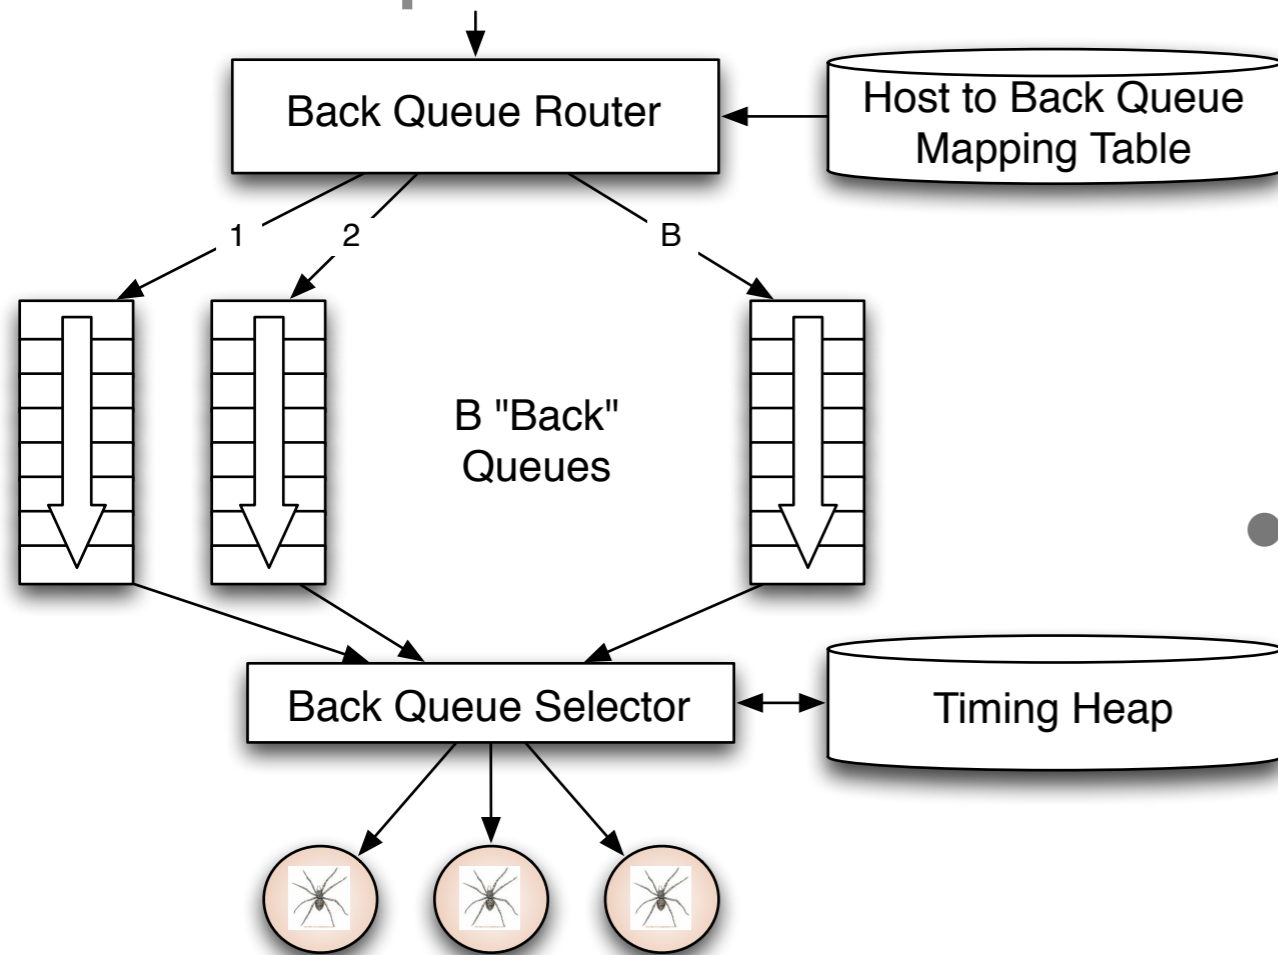 Back Queue Router
Host to Back Queue
Mapping Table
1
2
B
B "Back"
Queues
Back Queue Selector
Timing Heap